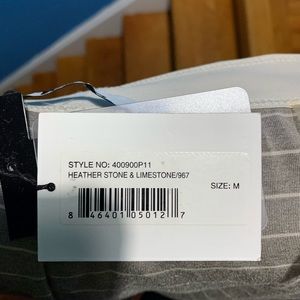 STYLE NO: 400900P11
HEATHER STONE & LIMESTONE/967
SIZE: M
8 46401 05012 7